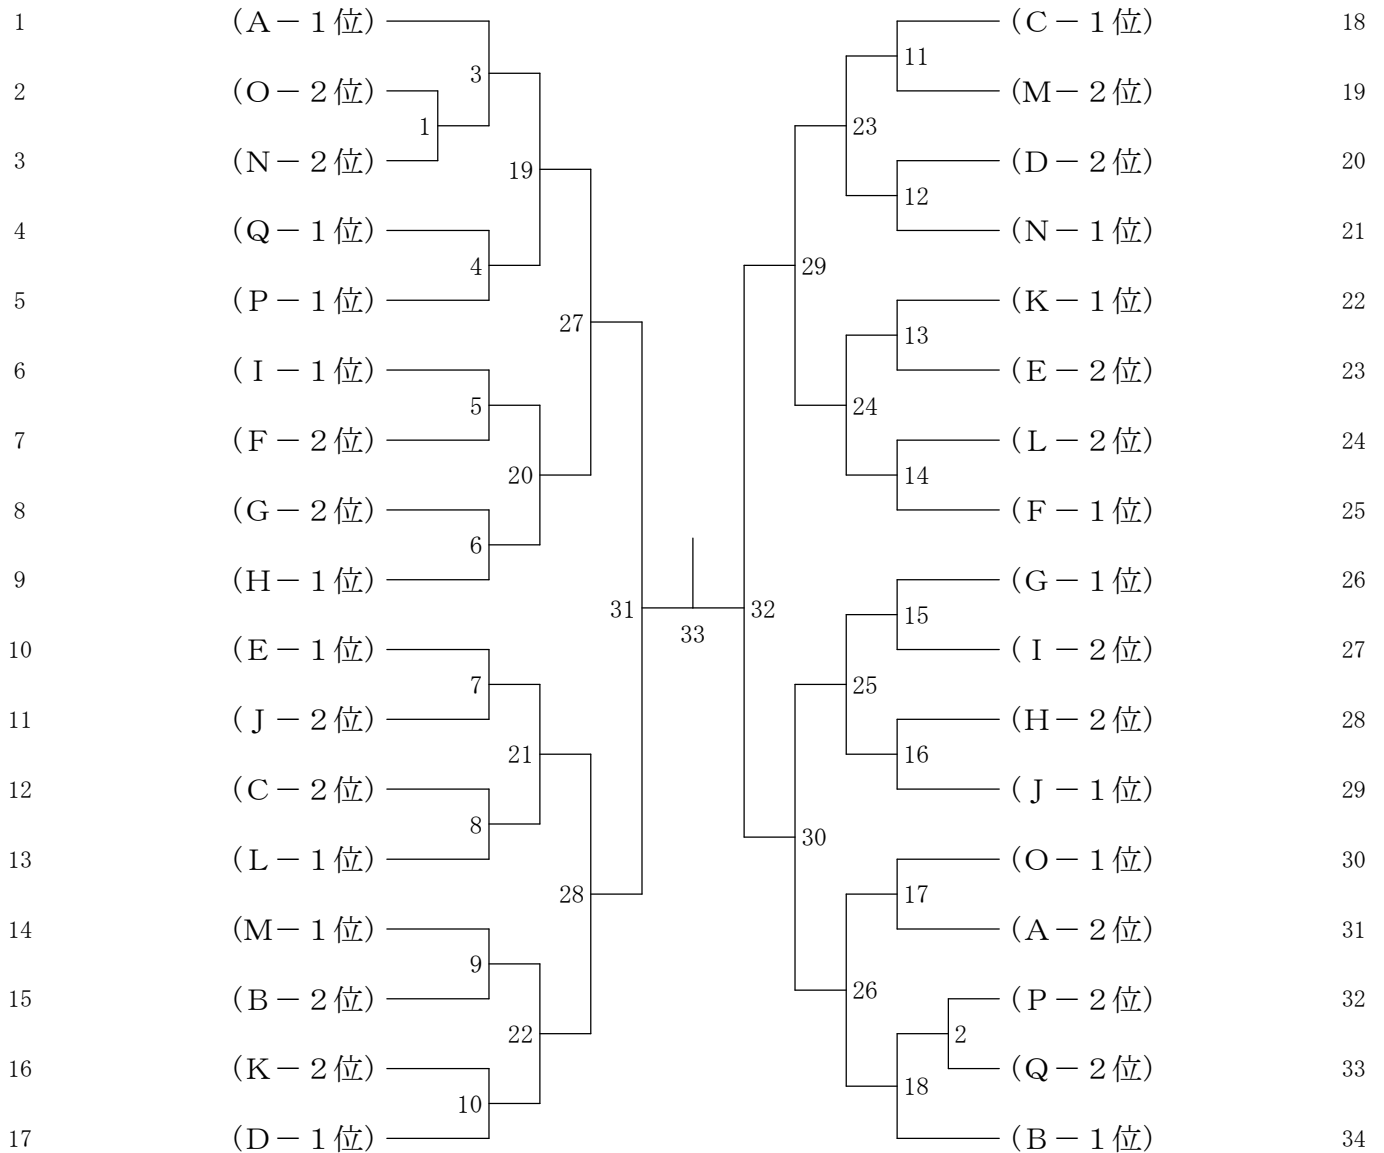 1 (A－1位) 3 (C－1位) 18
11
2 (O－2位) 1 (M－2位) 19
23
3 (N－2位) 19 (D－2位) 20
12
4 (Q－1位) 4 (N－1位) 21
29
5 (P－1位) 27 (K－1位) 22
13
6 (I－1位) 5 (E－2位) 23
24
7 (F－2位) 20 (L－2位) 24
14
8 (G－2位) 6 (F－1位) 25
9 (H－1位) (G－1位) 26
31 33 32 15
10 (E－1位) 7 (I－2位) 27
25
11 (J－2位) 21 (H－2位) 28
16
12 (C－2位) 8 (J－1位) 29
30
13 (L－1位) 28 (O－1位) 30
17
14 (M－1位) 9 (A－2位) 31
26
15 (B－2位) 22 (P－2位) 32
2
16 (K－2位) 10 (Q－2位) 33
18
17 (D－1位) (B－1位) 34